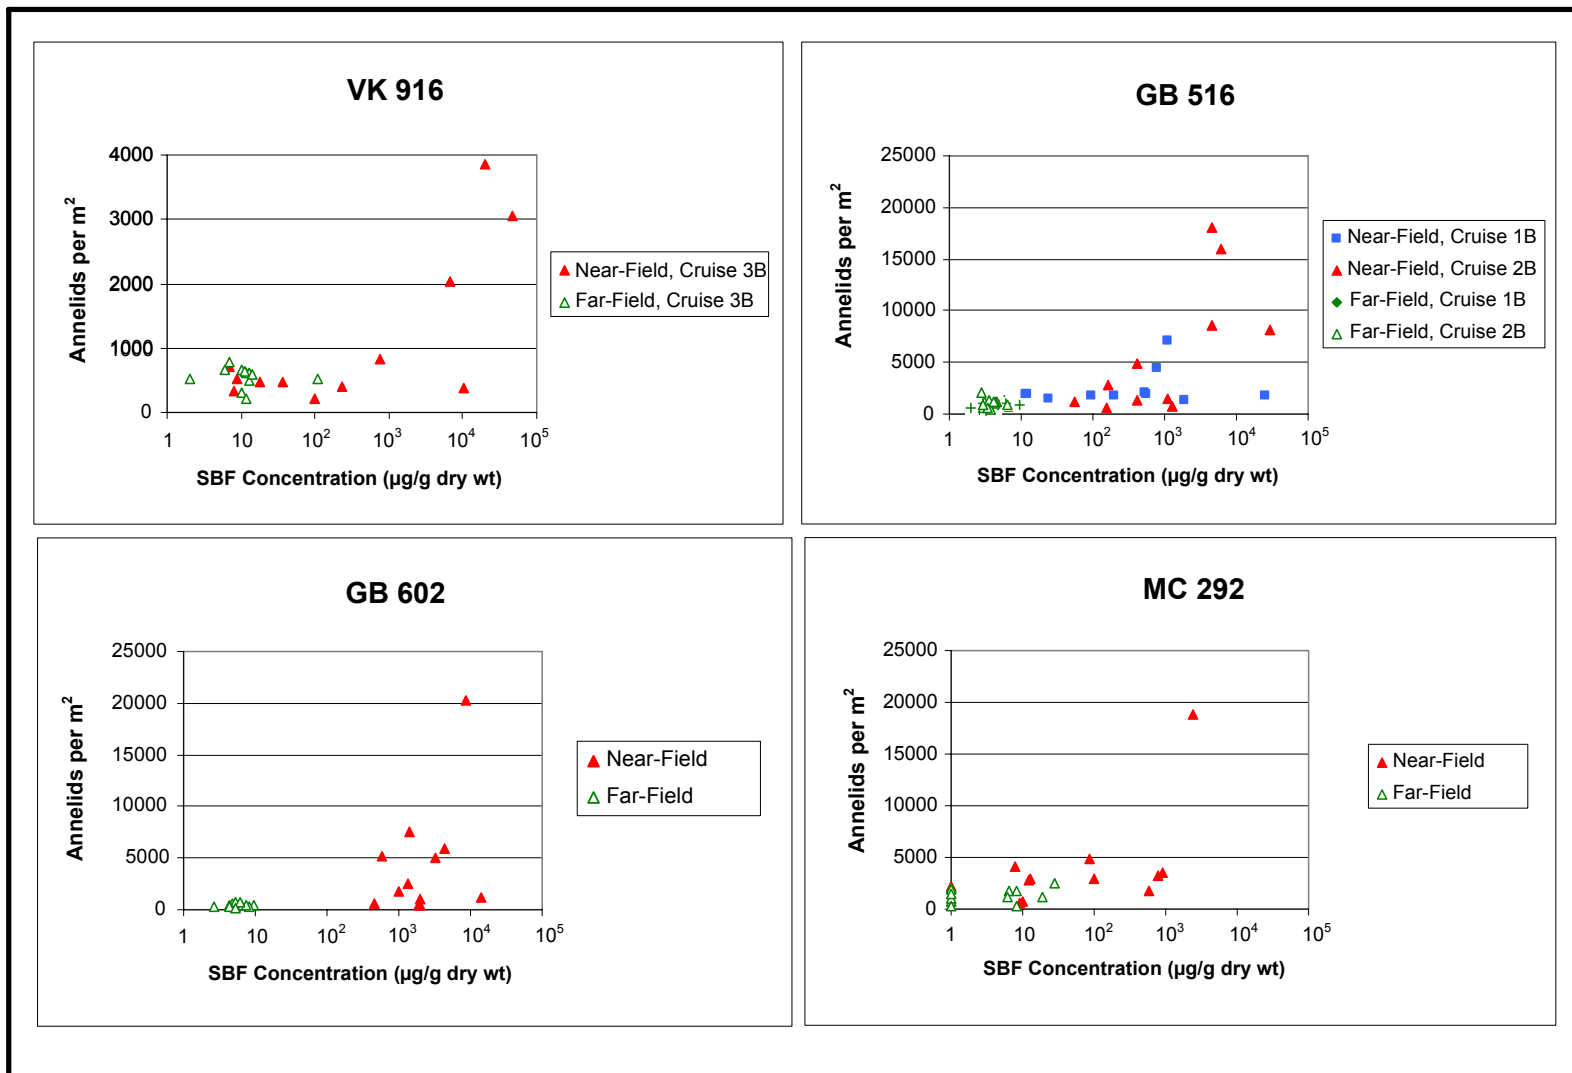 VK 916
Annelids per m²
4000
3000
2000
1000
0
1
10
10²
10³
10⁴
10⁵
SBF Concentration (µg/g dry wt)
Near-Field, Cruise 3B
Far-Field, Cruise 3B
GB 516
Annelids per m²
25000
20000
15000
10000
5000
0
1
10
10²
10³
10⁴
10⁵
SBF Concentration (µg/g dry wt)
Near-Field, Cruise 1B
Near-Field, Cruise 2B
Far-Field, Cruise 1B
Far-Field, Cruise 2B
GB 602
Annelids per m²
25000
20000
15000
10000
5000
0
1
10
10²
10³
10⁴
10⁵
SBF Concentration (µg/g dry wt)
Near-Field
Far-Field
MC 292
Annelids per m²
25000
20000
15000
10000
5000
0
1
10
10²
10³
10⁴
10⁵
SBF Concentration (µg/g dry wt)
Near-Field
Far-Field